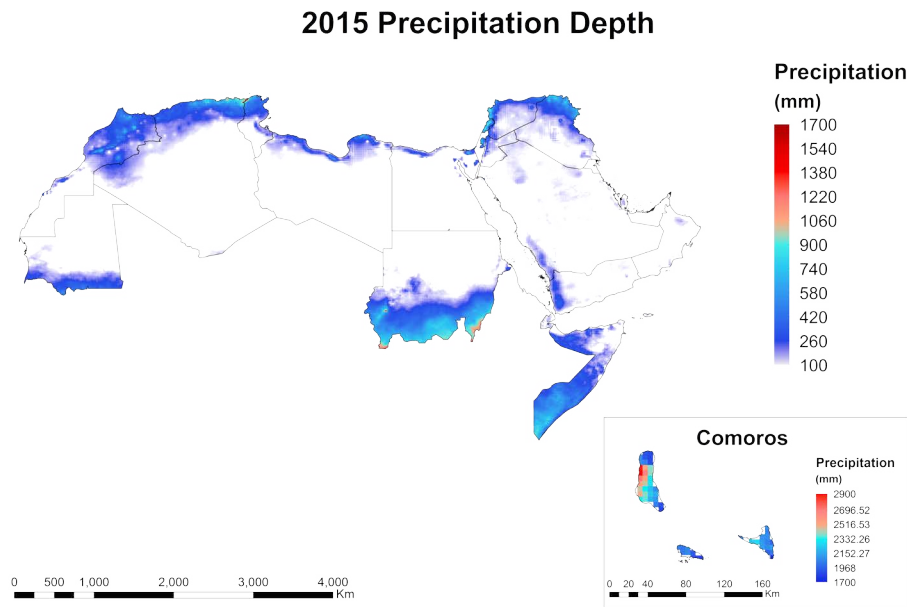 2015 Precipitation Depth
Precipitation
(mm)
1700
1540
1380
1220
1060
900
740
580
420
260
100
Comoros
Precipitation
(mm)
2900
2696.52
2516.53
2332.26
2152.27
1968
1700
0 500 1,000 2,000 3,000 4,000
Km
0 20 40 80 120 160
Km